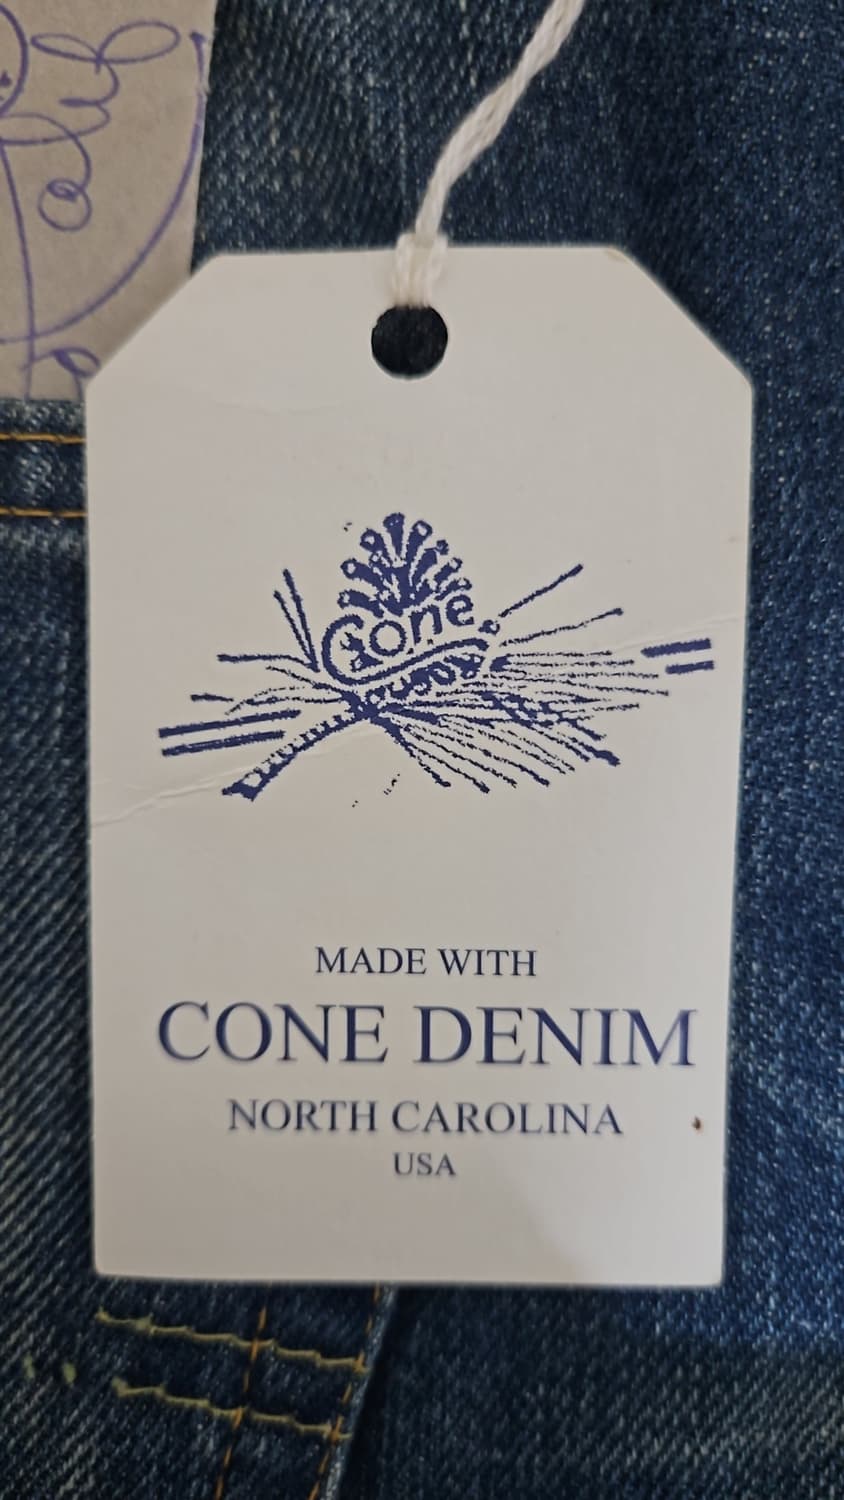 Cone
MADE WITH
CONE DENIM
NORTH CAROLINA
USA